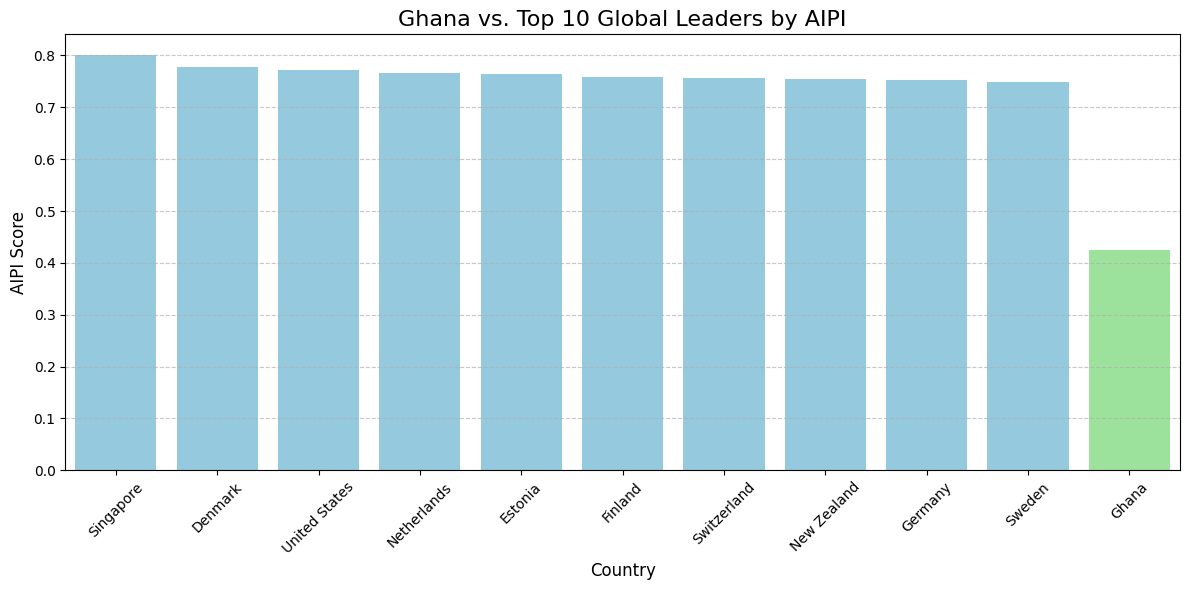 Ghana vs. Top 10 Global Leaders by AIPI
AIPI Score
0.8
0.7
0.6
0.5
0.4
0.3
0.2
0.1
0.0
Singapore
Denmark
United States
Netherlands
Estonia
Finland
Switzerland
New Zealand
Germany
Sweden
Ghana
Country